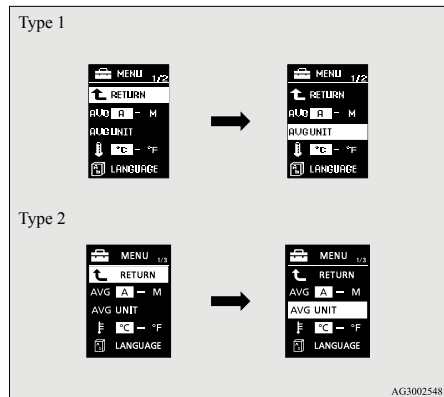 Type 1
MENU 1/2
RETURN
AVG A - M
AVG UNIT
°C - °F
LANGUAGE
MENU 1/2
RETURN
AVG A - M
AVG UNIT
°C - °F
LANGUAGE
Type 2
MENU 1/3
RETURN
AVG A - M
AVG UNIT
°C - °F
LANGUAGE
MENU 1/3
RETURN
AVG A - M
AVG UNIT
°C - °F
LANGUAGE
AG3002548